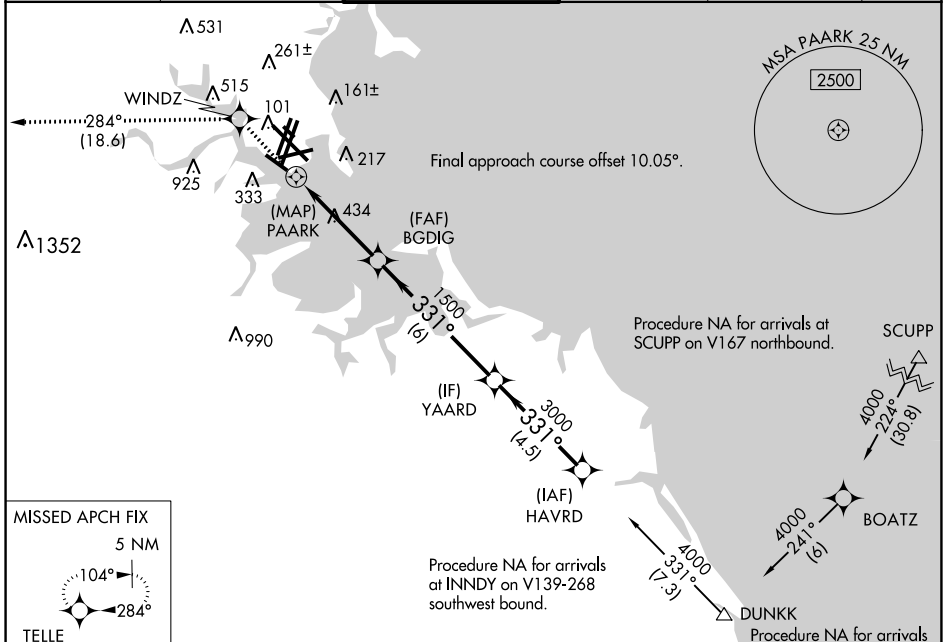 531
261±
515
WINDZ
101
161±
284°
(18.6)
217
925
333
(MAP)
PAARK
434
1352
(FAF)
BGDIG
Final approach course offset 10.05°.
MSA PAARK 25 NM
2500
1500
331°
(6)
990
Procedure NA for arrivals at
SCUPP on V167 northbound.
SCUPP
(IF)
YAARD
3000
331°
(4.5)
4000
224°
(30.8)
(IAF)
HAVRD
BOATZ
4000
241°
(6)
MISSED APCH FIX
5 NM
104°
284°
TELLE
Procedure NA for arrivals
at INNDY on V139-268
southwest bound.
4000
331°
(7.3)
DUNKK
Procedure NA for arrivals